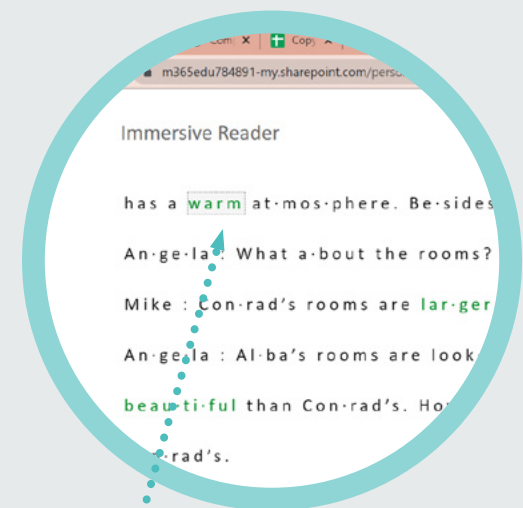 Copy
m365edu784891-my.sharepoint.com/perso
Immersive Reader
has a warm at·mos·phere. Be·sides
An·ge·la : What a·bout the rooms?
Mike : Con·rad's rooms are lar·ger
An·ge·la : Al·ba's rooms are look
beau·ti·ful than Con·rad's. Ho
rad's.